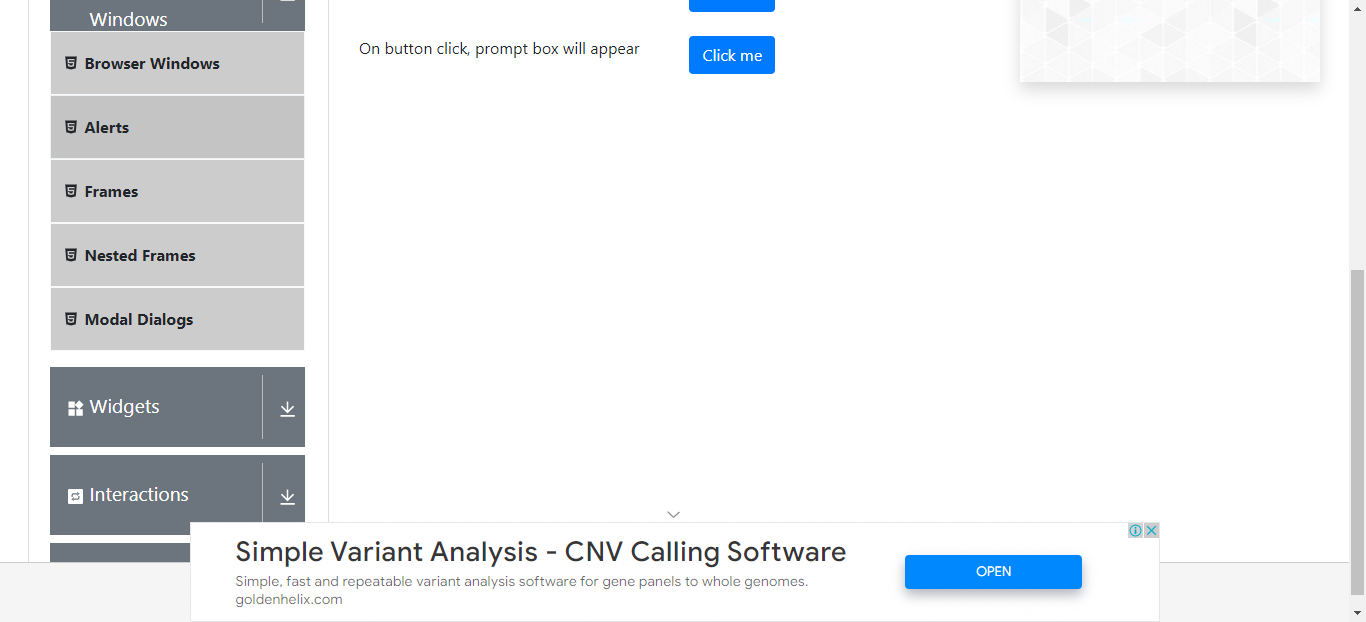 Windows
Browser Windows
Alerts
Frames
Nested Frames
Modal Dialogs
Widgets
Interactions
On button click, prompt box will appear
Click me
Simple Variant Analysis - CNV Calling Software
Simple, fast and repeatable variant analysis software for gene panels to whole genomes.
goldenhelix.com
OPEN